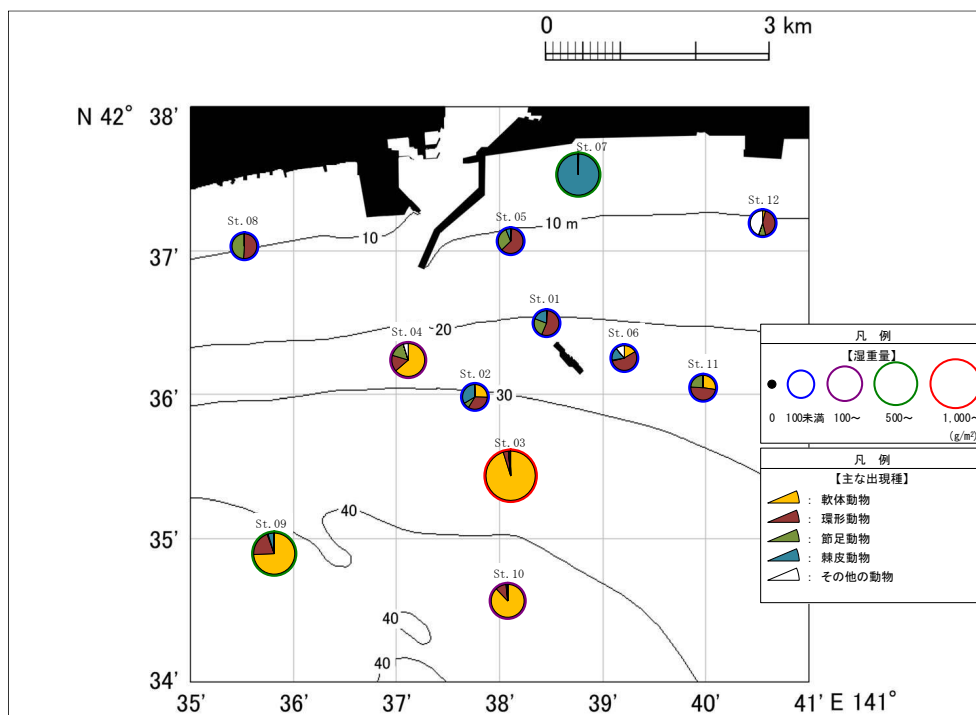 0 3 km
N 42° 38'
St.07
St.12
St.08
St.05
10
10 m
37'
St.01
20
St.04
St.06
St.02
St.11
36'
30
St.03
40
St.09
35'
St.10
40
40
34'
35' 36' 37' 38' 39' 40' 41' E 141°
凡 例
【湿重量】
0 100未満 100～ 500～ 1,000～
(g/m²)
凡 例
【主な出現種】
: 軟体動物
: 環形動物
: 節足動物
: 棘皮動物
: その他の動物